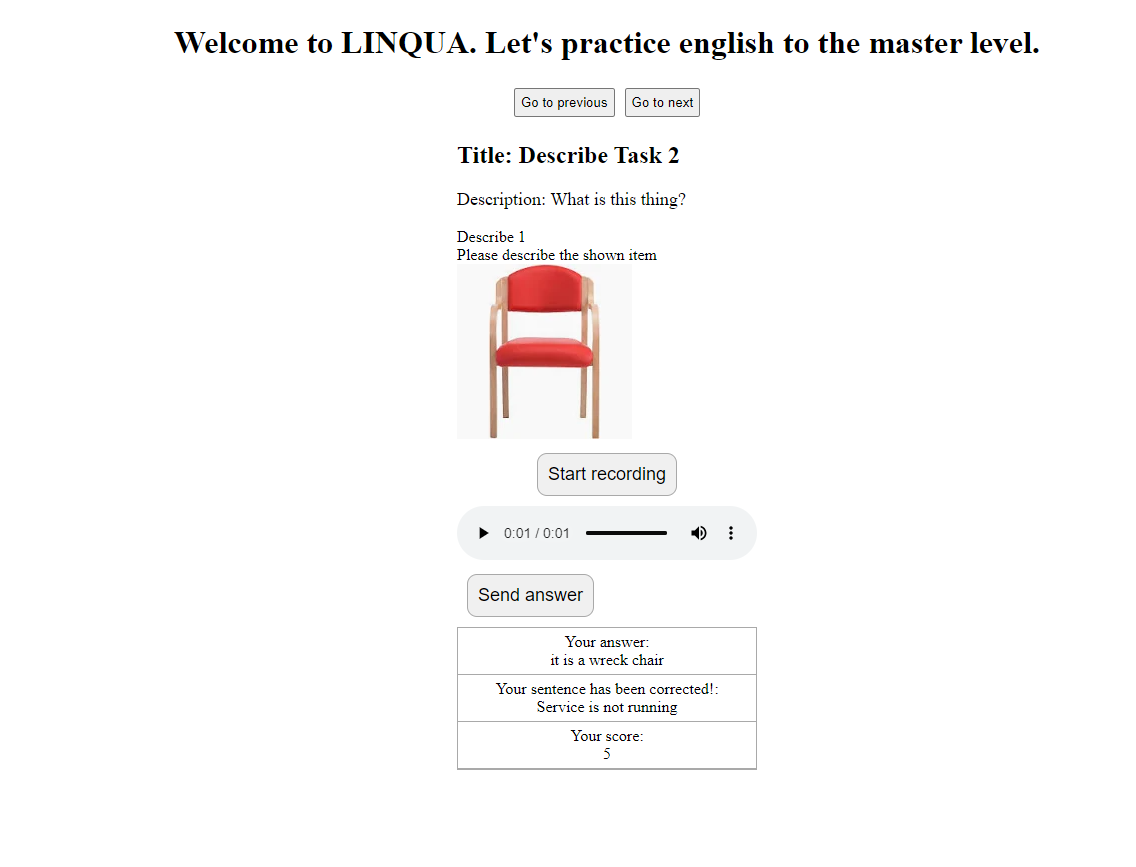 Welcome to LINQUA. Let's practice english to the master level.
Go to previous Go to next
Title: Describe Task 2
Description: What is this thing?
Describe 1
Please describe the shown item
Start recording
0:01 / 0:01
Send answer
Your answer:
it is a wreck chair
Your sentence has been corrected!:
Service is not running
Your score:
5